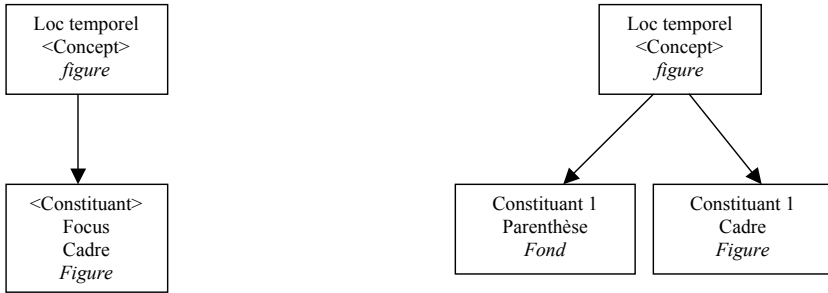 Loc temporel
<Concept>
figure
<Constituant>
Focus
Cadre
Figure
Loc temporel
<Concept>
figure
Constituant 1
Parenthèse
Fond
Constituant 1
Cadre
Figure